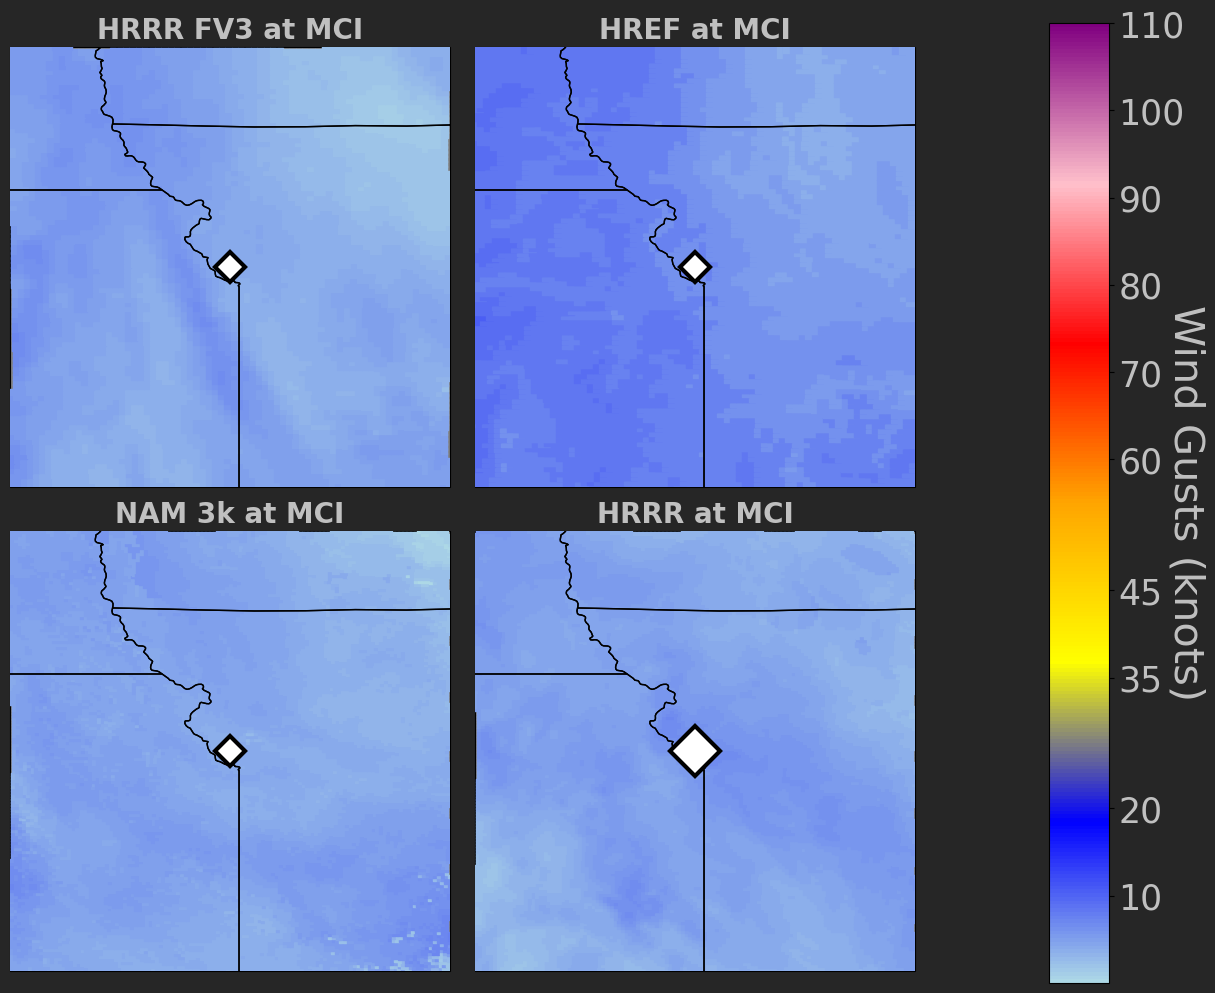 HRRR FV3 at MCI
HREF at MCI
NAM 3k at MCI
HRRR at MCI
110
100
90
80
70
60
45
35
20
10
Wind Gusts (knots)